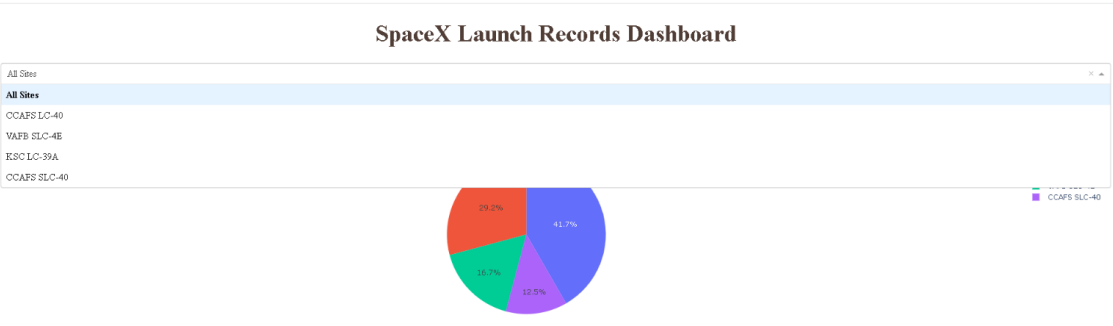 SpaceX Launch Records Dashboard
All Sites
All Sites
CCAFS LC-40
VAFB SLC-4E
KSC LC-39A
CCAFS SLC-40
CCAFS SLC-40
29.2%
41.7%
16.7%
12.5%